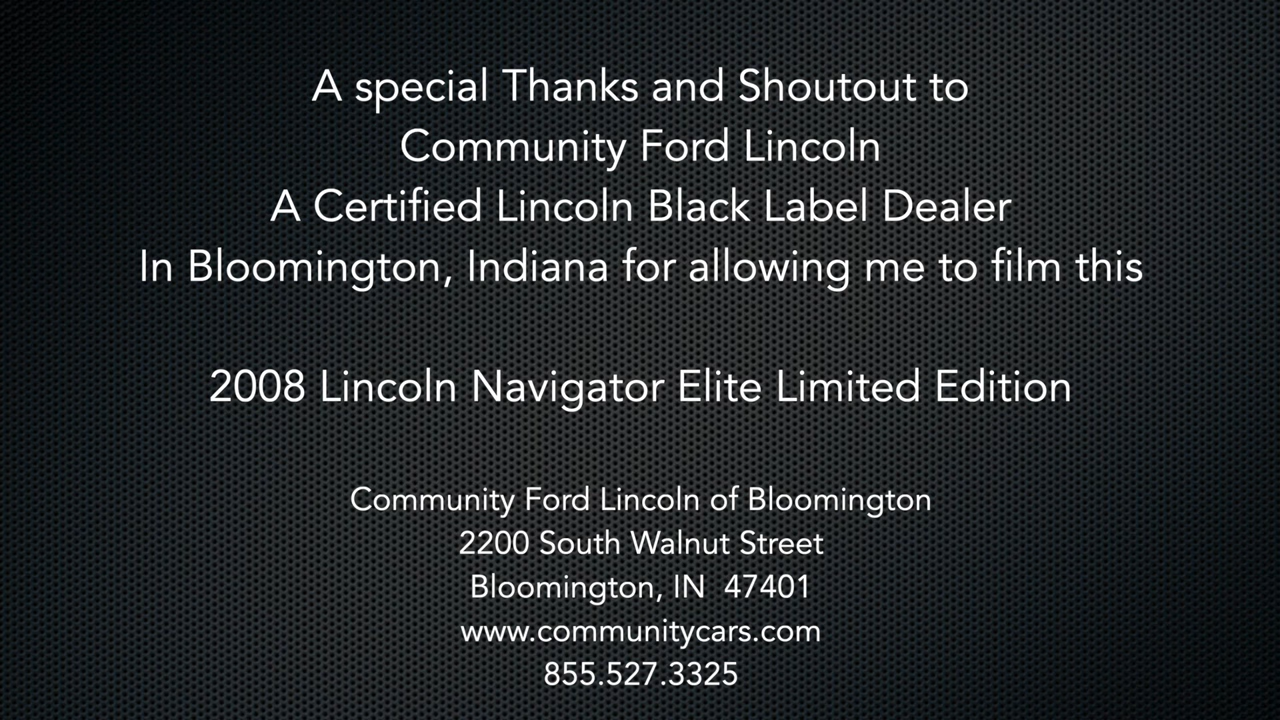 A special Thanks and Shoutout to
Community Ford Lincoln
A Certified Lincoln Black Label Dealer
In Bloomington, Indiana for allowing me to film this
2008 Lincoln Navigator Elite Limited Edition
Community Ford Lincoln of Bloomington
2200 South Walnut Street
Bloomington, IN  47401
www.communitycars.com
855.527.3325